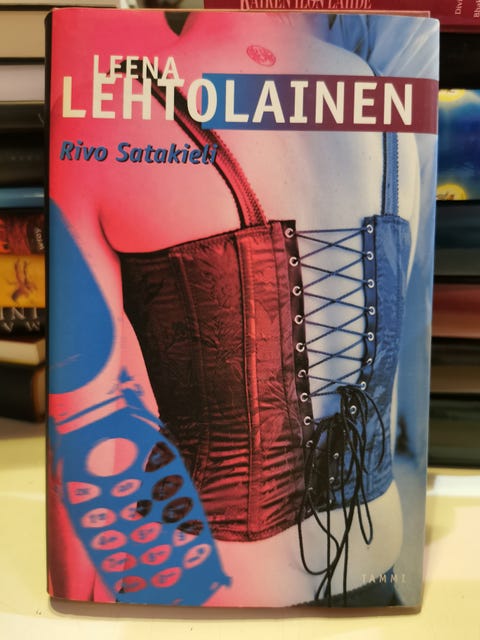 LEENA
LEHTOLAINEN
Rivo Satakieli
TAMMI